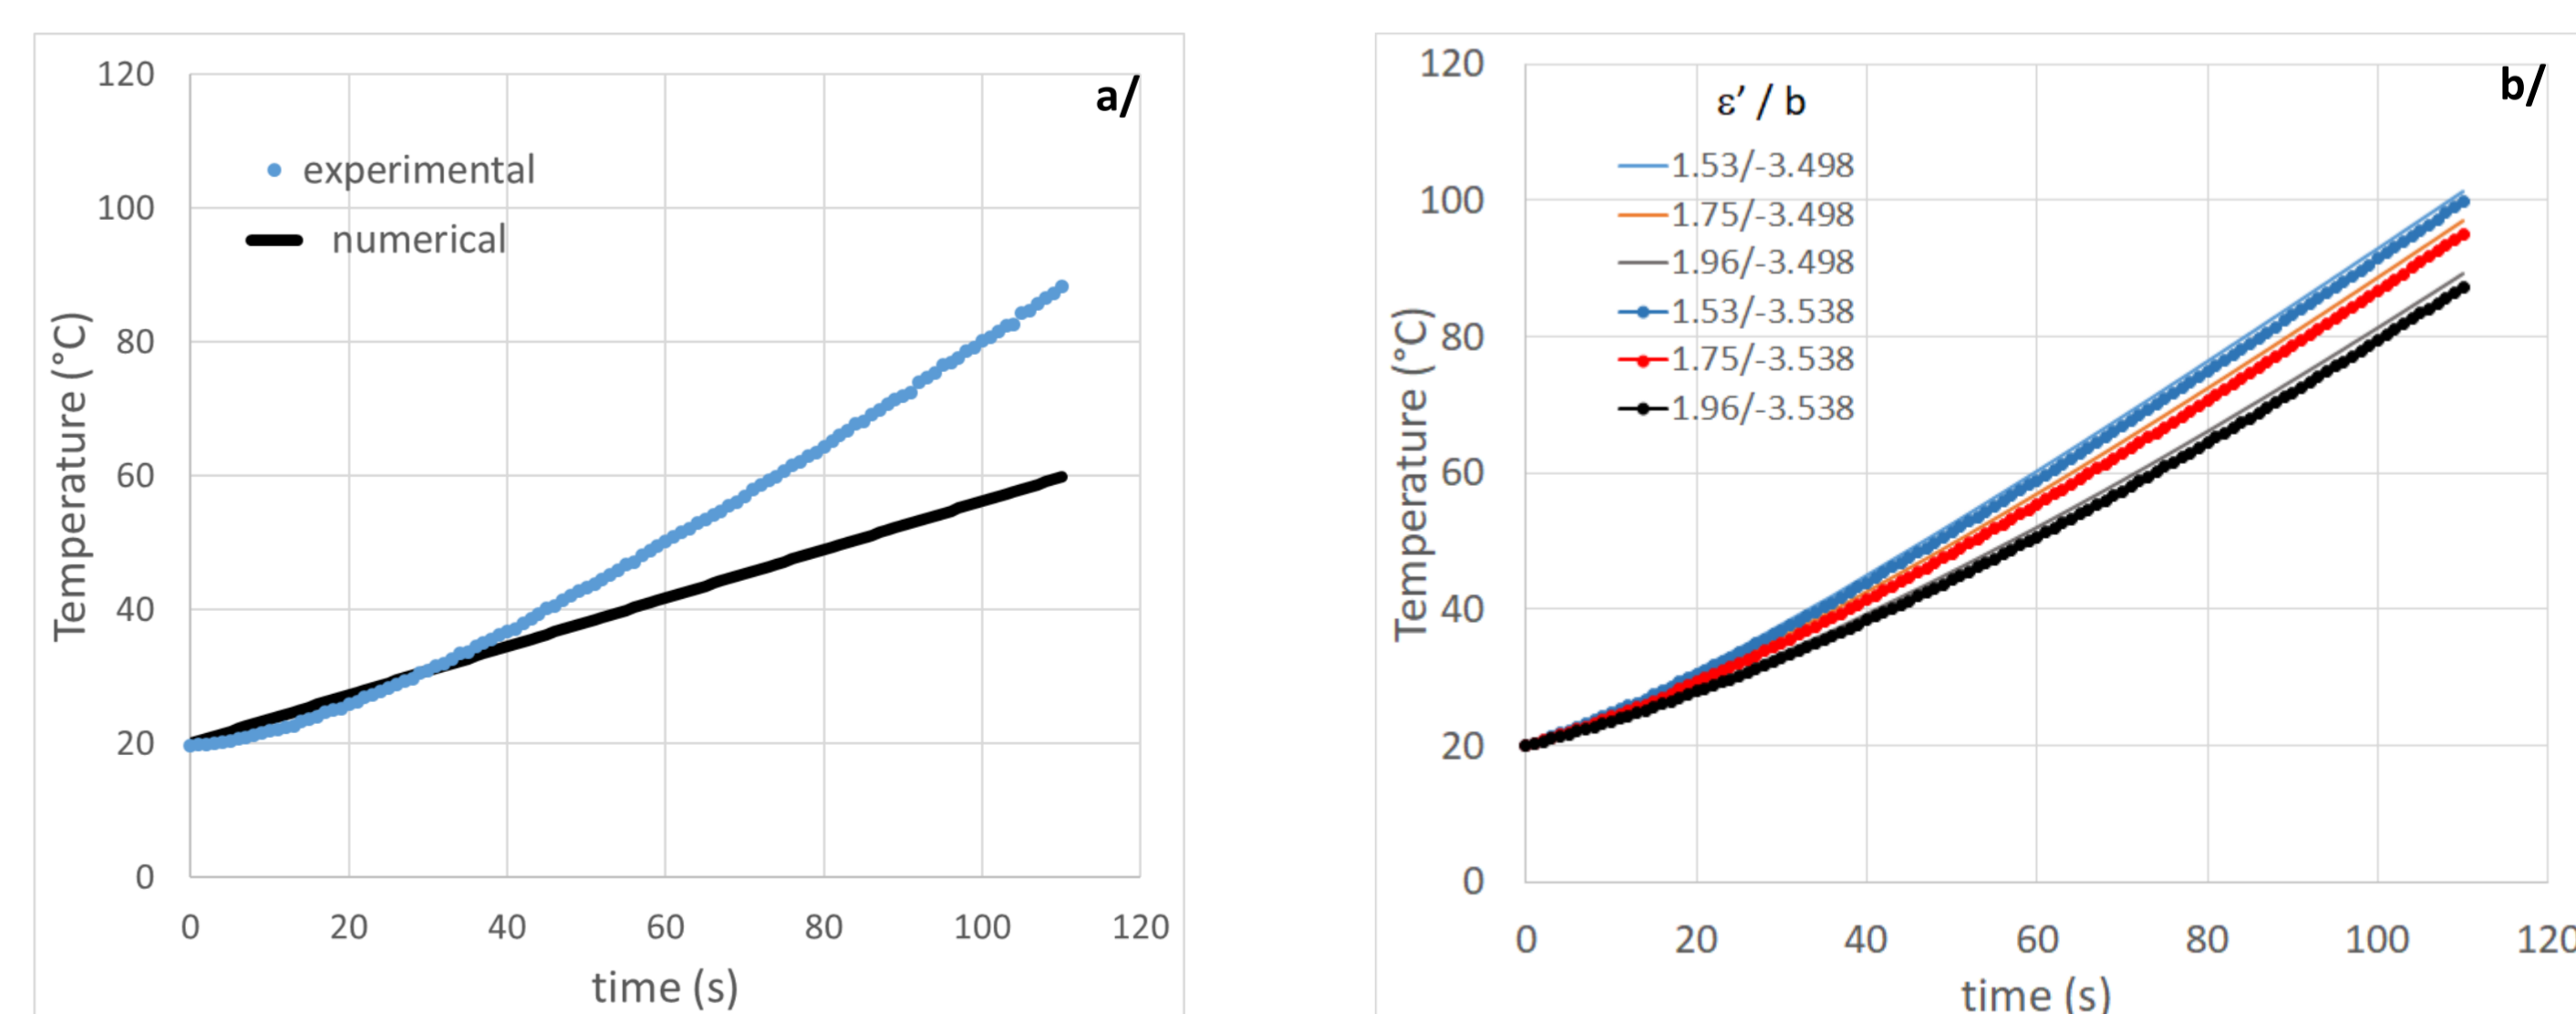 a/
120
100
80
60
40
20
0
experimental
numerical
Temperature (°C)
0 20 40 60 80 100 120
time (s)
b/
120
100
80
60
40
20
0
ε’ / b
1.53/-3.498
1.75/-3.498
1.96/-3.498
1.53/-3.538
1.75/-3.538
1.96/-3.538
Temperature (°C)
0 20 40 60 80 100 120
time (s)